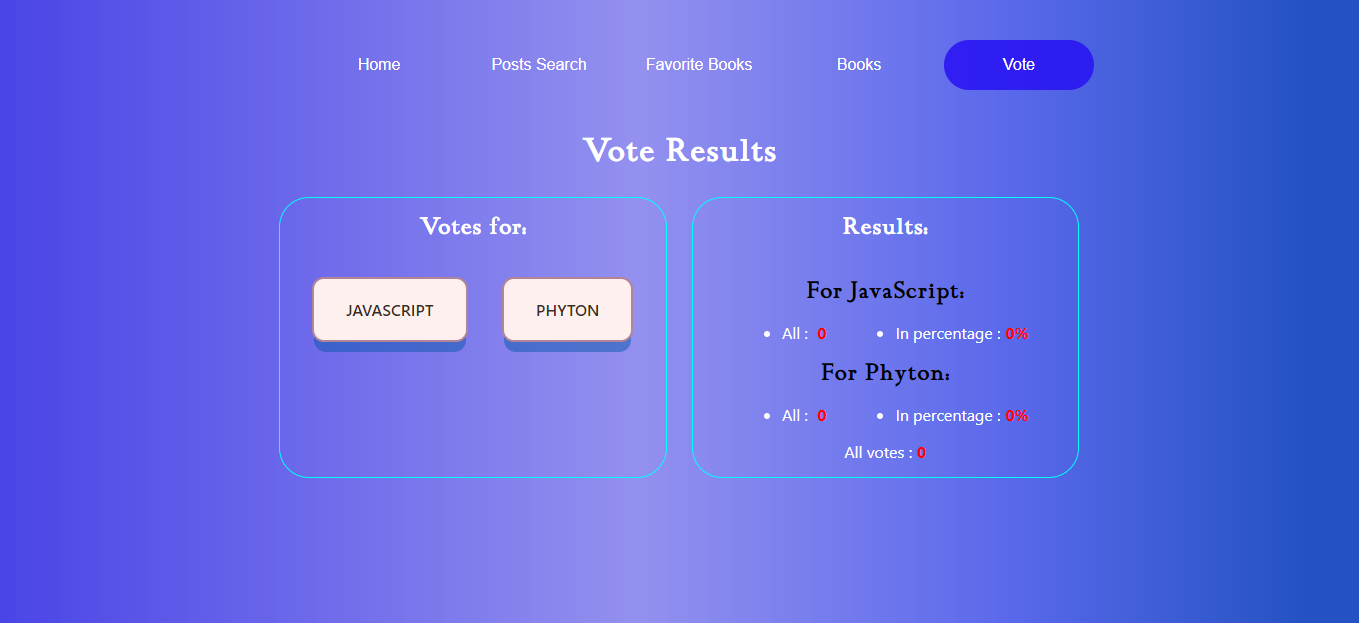 Home Posts Search Favorite Books Books Vote
Vote Results
Votes for:
JAVASCRIPT PHYTON
Results:
For JavaScript:
All : 0 In percentage : 0%
For Phyton:
All : 0 In percentage : 0%
All votes : 0